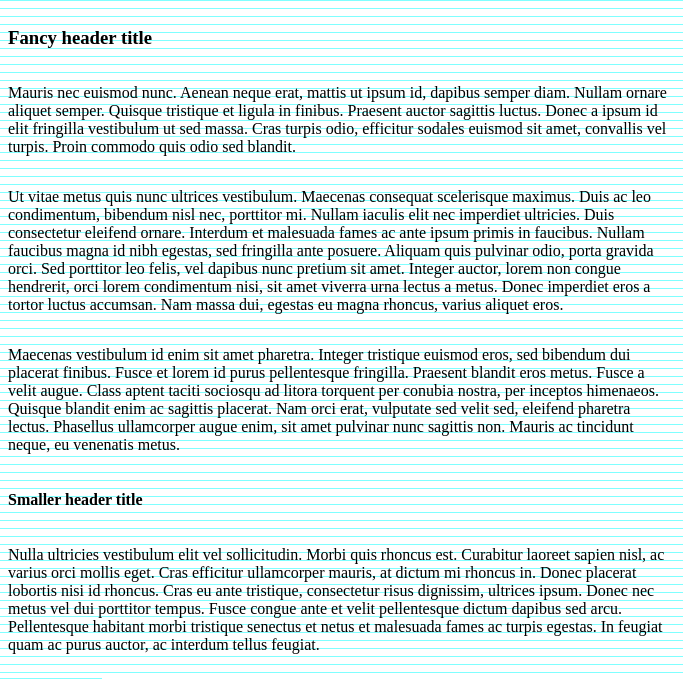 Fancy header title
Mauris nec euismod nunc. Aenean neque erat, mattis ut ipsum id, dapibus semper diam. Nullam ornare
aliquet semper. Quisque tristique et ligula in finibus. Praesent auctor sagittis luctus. Donec a ipsum id
elit fringilla vestibulum ut sed massa. Cras turpis odio, efficitur sodales euismod sit amet, convallis vel
turpis. Proin commodo quis odio sed blandit.
Ut vitae metus quis nunc ultrices vestibulum. Maecenas consequat scelerisque maximus. Duis ac leo
condimentum, bibendum nisl nec, porttitor mi. Nullam iaculis elit nec imperdiet ultricies. Duis
consectetur eleifend ornare. Interdum et malesuada fames ac ante ipsum primis in faucibus. Nullam
faucibus magna id nibh egestas, sed fringilla ante posuere. Aliquam quis pulvinar odio, porta gravida
orci. Sed porttitor leo felis, vel dapibus nunc pretium sit amet. Integer auctor, lorem non congue
hendrerit, orci lorem condimentum nisi, sit amet viverra urna lectus a metus. Donec imperdiet eros a
tortor luctus accumsan. Nam massa dui, egestas eu magna rhoncus, varius aliquet eros.
Maecenas vestibulum id enim sit amet pharetra. Integer tristique euismod eros, sed bibendum dui
placerat finibus. Fusce et lorem id purus pellentesque fringilla. Praesent blandit eros metus. Fusce a
velit augue. Class aptent taciti sociosqu ad litora torquent per conubia nostra, per inceptos himenaeos.
Quisque blandit enim ac sagittis placerat. Nam orci erat, vulputate sed velit sed, eleifend pharetra
lectus. Phasellus ullamcorper augue enim, sit amet pulvinar nunc sagittis non. Mauris ac tincidunt
neque, eu venenatis metus.
Smaller header title
Nulla ultricies vestibulum elit vel sollicitudin. Morbi quis rhoncus est. Curabitur laoreet sapien nisl, ac
varius orci mollis eget. Cras efficitur ullamcorper mauris, at dictum mi rhoncus in. Donec placerat
lobortis nisi id rhoncus. Cras eu ante tristique, consectetur risus dignissim, ultrices ipsum. Donec nec
metus vel dui porttitor tempus. Fusce congue ante et velit pellentesque dictum dapibus sed arcu.
Pellentesque habitant morbi tristique senectus et netus et malesuada fames ac turpis egestas. In feugiat
quam ac purus auctor, ac interdum tellus feugiat.